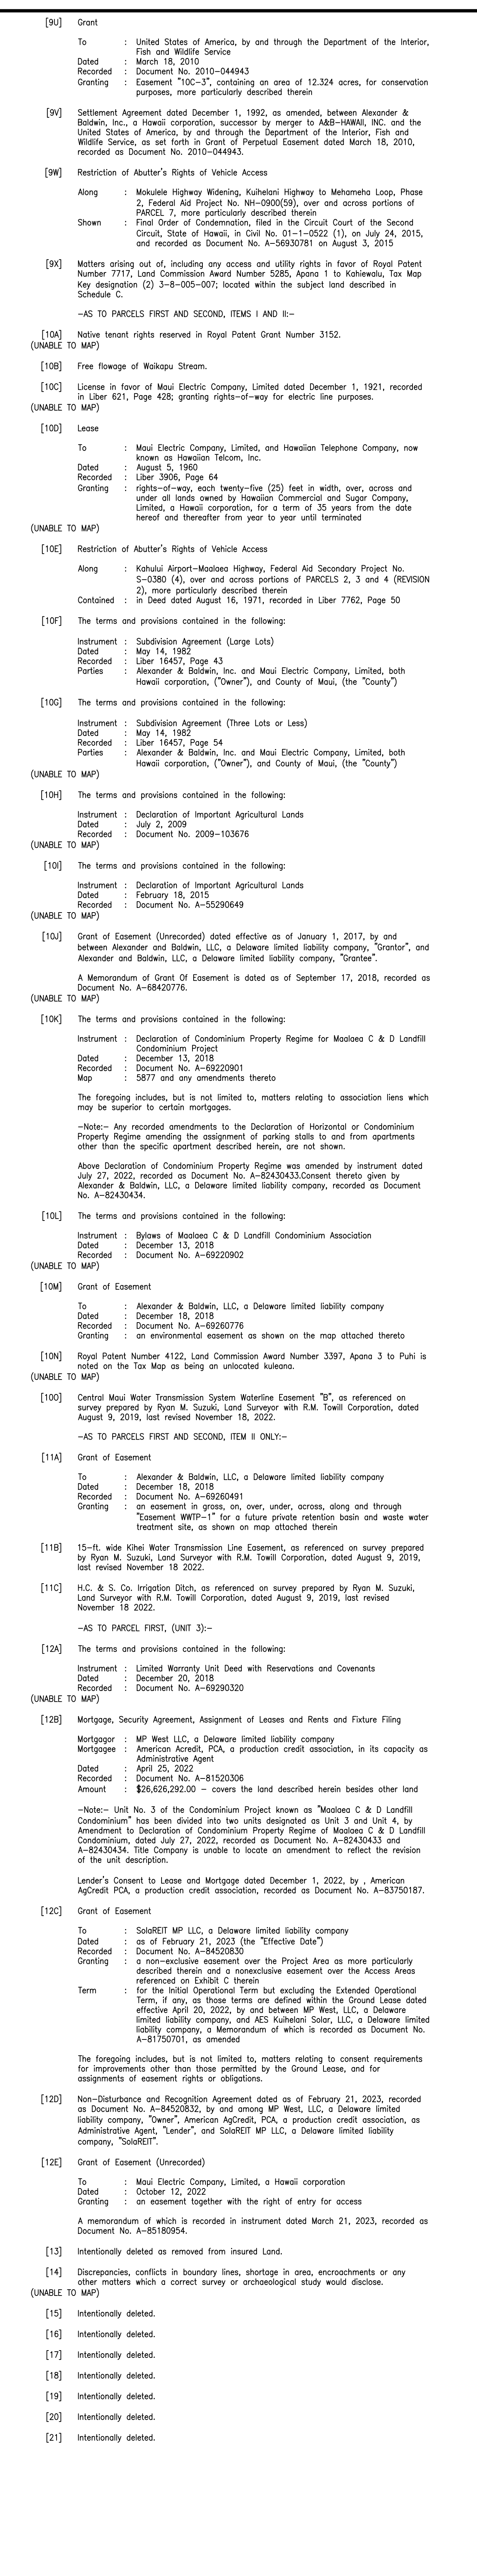 [9U] Grant
To : United States of America, by and through the Department of the Interior,
Fish and Wildlife Service
Dated : March 18, 2010
Recorded : Document No. 2010-044943
Granting : Easement "10C-3", containing an area of 12.324 acres, for conservation
purposes, more particularly described therein
[9V] Settlement Agreement dated December 1, 1992, as amended, between Alexander &
Baldwin, Inc., a Hawaii corporation, successor by merger to A&B-HAWAII, INC. and the
United States of America, by and through the Department of the Interior, Fish and
Wildlife Service, as set forth in Grant of Perpetual Easement dated March 18, 2010,
recorded as Document No. 2010-044943.
[9W] Restriction of Abutter's Rights of Vehicle Access
Along : Mokulele Highway Widening, Kuihelani Highway to Mehameha Loop, Phase
2, Federal Aid Project No. NH-0900(59), over and across portions of
PARCEL 7, more particularly described therein
Shown : Final Order of Condemnation, filed in the Circuit Court of the Second
Circuit, State of Hawaii, in Civil No. 01-1-0522 (1), on July 24, 2015,
and recorded as Document No. A-56930781 on August 3, 2015
[9X] Matters arising out of, including any access and utility rights in favor of Royal Patent
Number 7717, Land Commission Award Number 5285, Apana 1 to Kahiewalu, Tax Map
Key designation (2) 3-8-005-007; located within the subject land described in
Schedule C.
-AS TO PARCELS FIRST AND SECOND, ITEMS I AND II:-
[10A] Native tenant rights reserved in Royal Patent Grant Number 3152.
(UNABLE TO MAP)
[10B] Free flowage of Waikapu Stream.
[10C] License in favor of Maui Electric Company, Limited dated December 1, 1921, recorded
in Liber 621, Page 428; granting rights-of-way for electric line purposes.
(UNABLE TO MAP)
[10D] Lease
To : Maui Electric Company, Limited, and Hawaiian Telephone Company, now
known as Hawaiian Telcom, Inc.
Dated : August 5, 1960
Recorded : Liber 3906, Page 64
Granting : rights-of-way, each twenty-five (25) feet in width, over, across and
under all lands owned by Hawaiian Commercial and Sugar Company,
Limited, a Hawaii corporation, for a term of 35 years from the date
hereof and thereafter from year to year until terminated
(UNABLE TO MAP)
[10E] Restriction of Abutter's Rights of Vehicle Access
Along : Kahului Airport-Maalaea Highway, Federal Aid Secondary Project No.
S-0380 (4), over and across portions of PARCELS 2, 3 and 4 (REVISION
2), more particularly described therein
Contained : in Deed dated August 16, 1971, recorded in Liber 7762, Page 50
[10F] The terms and provisions contained in the following:
Instrument : Subdivision Agreement (Large Lots)
Dated : May 14, 1982
Recorded : Liber 16457, Page 43
Parties : Alexander & Baldwin, Inc. and Maui Electric Company, Limited, both
Hawaii corporation, ("Owner"), and County of Maui, (the "County")
[10G] The terms and provisions contained in the following:
Instrument : Subdivision Agreement (Three Lots or Less)
Dated : May 14, 1982
Recorded : Liber 16457, Page 54
Parties : Alexander & Baldwin, Inc. and Maui Electric Company, Limited, both
Hawaii corporation, ("Owner"), and County of Maui, (the "County")
(UNABLE TO MAP)
[10H] The terms and provisions contained in the following:
Instrument : Declaration of Important Agricultural Lands
Dated : July 2, 2009
Recorded : Document No. 2009-103676
(UNABLE TO MAP)
[10I] The terms and provisions contained in the following:
Instrument : Declaration of Important Agricultural Lands
Dated : February 18, 2015
Recorded : Document No. A-55290649
(UNABLE TO MAP)
[10J] Grant of Easement (Unrecorded) dated effective as of January 1, 2017, by and
between Alexander and Baldwin, LLC, a Delaware limited liability company, "Grantor", and
Alexander and Baldwin, LLC, a Delaware limited liability company, "Grantee".
A Memorandum of Grant Of Easement is dated as of September 17, 2018, recorded as
Document No. A-68420776.
(UNABLE TO MAP)
[10K] The terms and provisions contained in the following:
Instrument : Declaration of Condominium Property Regime for Maalaea C & D Landfill
Condominium Project
Dated : December 13, 2018
Recorded : Document No. A-69220901
Map : 5877 and any amendments thereto
The foregoing includes, but is not limited to, matters relating to association liens which
may be superior to certain mortgages.
-Note:- Any recorded amendments to the Declaration of Horizontal or Condominium
Property Regime amending the assignment of parking stalls to and from apartments
other than the specific apartment described herein, are not shown.
Above Declaration of Condominium Property Regime was amended by instrument dated
July 27, 2022, recorded as Document No. A-82430433.Consent thereto given by
Alexander & Baldwin, LLC, a Delaware limited liability company, recorded as Document
No. A-82430434.
[10L] The terms and provisions contained in the following:
Instrument : Bylaws of Maalaea C & D Landfill Condominium Association
Dated : December 13, 2018
Recorded : Document No. A-69220902
(UNABLE TO MAP)
[10M] Grant of Easement
To : Alexander & Baldwin, LLC, a Delaware limited liability company
Dated : December 18, 2018
Recorded : Document No. A-69260776
Granting : an environmental easement as shown on the map attached thereto
[10N] Royal Patent Number 4122, Land Commission Award Number 3397, Apana 3 to Puhi is
noted on the Tax Map as being an unlocated kuleana.
(UNABLE TO MAP)
[10O] Central Maui Water Transmission System Waterline Easement "B", as referenced on
survey prepared by Ryan M. Suzuki, Land Surveyor with R.M. Towill Corporation, dated
August 9, 2019, last revised November 18, 2022.
-AS TO PARCELS FIRST AND SECOND, ITEM II ONLY:-
[11A] Grant of Easement
To : Alexander & Baldwin, LLC, a Delaware limited liability company
Dated : December 18, 2018
Recorded : Document No. A-69260491
Granting : an easement in gross, on, over, under, across, along and through
"Easement WWTP-1" for a future private retention basin and waste water
treatment site, as shown on map attached therein
[11B] 15-ft. wide Kihei Water Transmission Line Easement, as referenced on survey prepared
by Ryan M. Suzuki, Land Surveyor with R.M. Towill Corporation, dated August 9, 2019,
last revised November 18 2022.
[11C] H.C. & S. Co. Irrigation Ditch, as referenced on survey prepared by Ryan M. Suzuki,
Land Surveyor with R.M. Towill Corporation, dated August 9, 2019, last revised
November 18 2022.
-AS TO PARCEL FIRST, (UNIT 3):-
[12A] The terms and provisions contained in the following:
Instrument : Limited Warranty Unit Deed with Reservations and Covenants
Dated : December 20, 2018
Recorded : Document No. A-69290320
(UNABLE TO MAP)
[12B] Mortgage, Security Agreement, Assignment of Leases and Rents and Fixture Filing
Mortgagor : MP West LLC, a Delaware limited liability company
Mortgagee : American Acredit, PCA, a production credit association, in its capacity as
Administrative Agent
Dated : April 25, 2022
Recorded : Document No. A-81520306
Amount : $26,626,292.00 - covers the land described herein besides other land
-Note:- Unit No. 3 of the Condominium Project known as "Maalaea C & D Landfill
Condominium" has been divided into two units designated as Unit 3 and Unit 4, by
Amendment to Declaration of Condominium Property Regime of Maalaea C & D Landfill
Condominium, dated July 27, 2022, recorded as Document No. A-82430433 and
A-82430434. Title Company is unable to locate an amendment to reflect the revision
of the unit description.
Lender's Consent to Lease and Mortgage dated December 1, 2022, by , American
AgCredit PCA, a production credit association, recorded as Document No. A-83750187.
[12C] Grant of Easement
To : SolaREIT MP LLC, a Delaware limited liability company
Dated : as of February 21, 2023 (the "Effective Date")
Recorded : Document No. A-84520830
Granting : a non-exclusive easement over the Project Area as more particularly
described therein and a nonexclusive easement over the Access Areas
referenced on Exhibit C therein
Term : for the Initial Operational Term but excluding the Extended Operational
Term, if any, as those terms are defined within the Ground Lease dated
effective April 20, 2022, by and between MP West, LLC, a Delaware
limited liability company, and AES Kuihelani Solar, LLC, a Delaware limited
liability company, a Memorandum of which is recorded as Document No.
A-81750701, as amended
The foregoing includes, but is not limited to, matters relating to consent requirements
for improvements other than those permitted by the Ground Lease, and for
assignments of easement rights or obligations.
[12D] Non-Disturbance and Recognition Agreement dated as of February 21, 2023, recorded
as Document No. A-84520832, by and among MP West, LLC, a Delaware limited
liability company, "Owner", American AgCredit, PCA, a production credit association, as
Administrative Agent, "Lender", and SolaREIT MP LLC, a Delaware limited liability
company, "SolaREIT".
[12E] Grant of Easement (Unrecorded)
To : Maui Electric Company, Limited, a Hawaii corporation
Dated : October 12, 2022
Granting : an easement together with the right of entry for access
A memorandum of which is recorded in instrument dated March 21, 2023, recorded as
Document No. A-85180954.
[13] Intentionally deleted as removed from insured Land.
[14] Discrepancies, conflicts in boundary lines, shortage in area, encroachments or any
other matters which a correct survey or archaeological study would disclose.
(UNABLE TO MAP)
[15] Intentionally deleted.
[16] Intentionally deleted.
[17] Intentionally deleted.
[18] Intentionally deleted.
[19] Intentionally deleted.
[20] Intentionally deleted.
[21] Intentionally deleted.